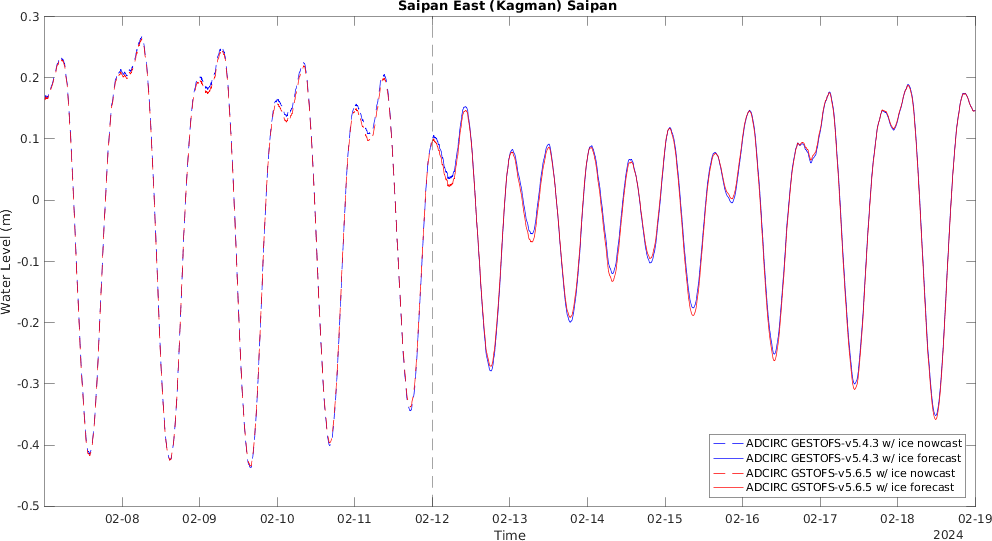 Saipan East (Kagman) Saipan
0.3
0.2
0.1
0
-0.1
-0.2
-0.3
-0.4
-0.5
Water Level (m)
ADCIRC GESTOFS-v5.4.3 w/ ice nowcast
ADCIRC GESTOFS-v5.4.3 w/ ice forecast
ADCIRC GSTOFS-v5.6.5 w/ ice nowcast
ADCIRC GSTOFS-v5.6.5 w/ ice forecast
02-08 02-09 02-10 02-11 02-12 02-13 02-14 02-15 02-16 02-17 02-18 02-19
Time
2024